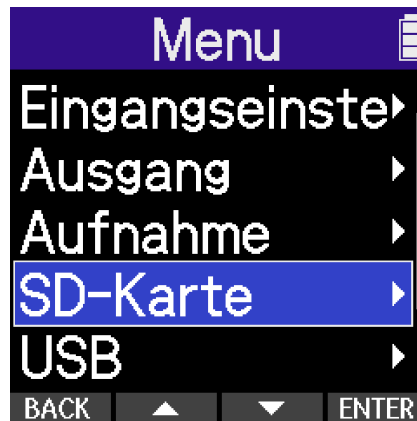 Menu
Eingangseinste
Ausgang
Aufnahme
SD-Karte
USB
BACK ENTER